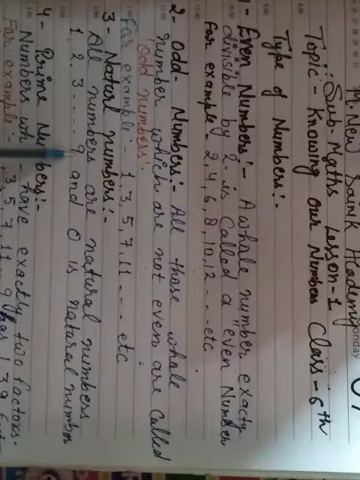 M. New Sainik Academy
Sub- Maths Lesson-1
Topic- Knowing our Number Class-6th
Type of Numbers:-
1- Even Numbers:- A whole number exacty
divisible by 2 is Called a "even Number
For example- 2, 4, 6, 8, 10, 12 ... etc
2- Odd- Numbers:- All those whole
number which are not even are Called
odd numbers:
For example:- 1, 3, 5, 7, 11 ... etc
3- Natural numbers:-
All numbers are natural numbers
1, 2, 3 .... 9 and 0 is natural number
4- Prime Numbers:-
Numbers have exactly two factors.
For example:- 3, 5, 7, 11